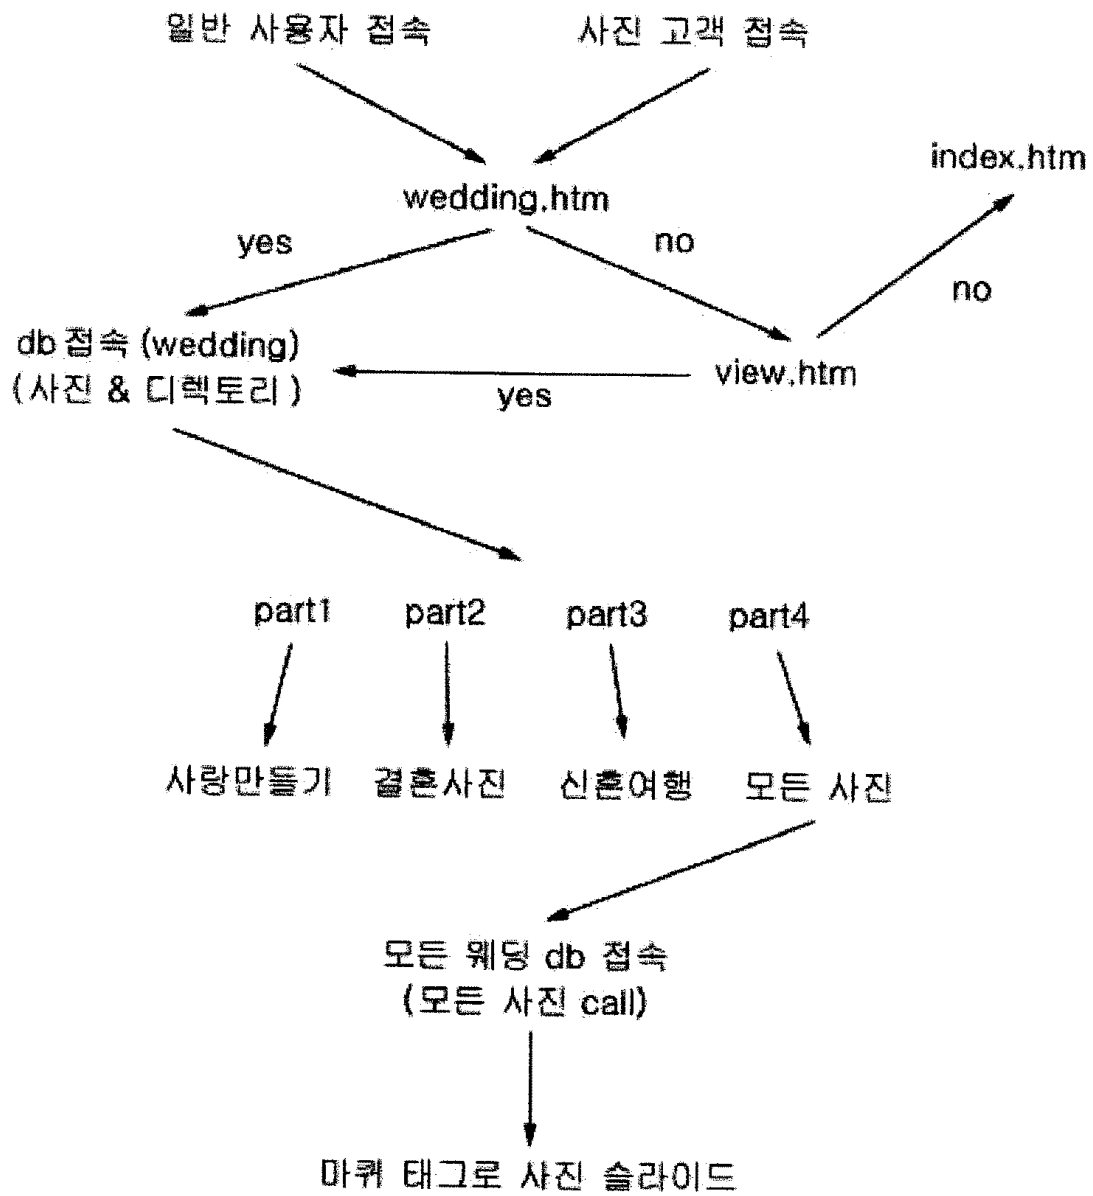 일반 사용자 접속
사진 고객 접속
index.htm
wedding.htm
yes
no
no
db 접속 (wedding)
(사진 & 디렉토리)
view.htm
yes
part1
part2
part3
part4
사랑만들기
결혼사진
신혼여행
모든 사진
모든 웨딩 db 접속
(모든 사진 call)
마퀴 태그로 사진 슬라이드